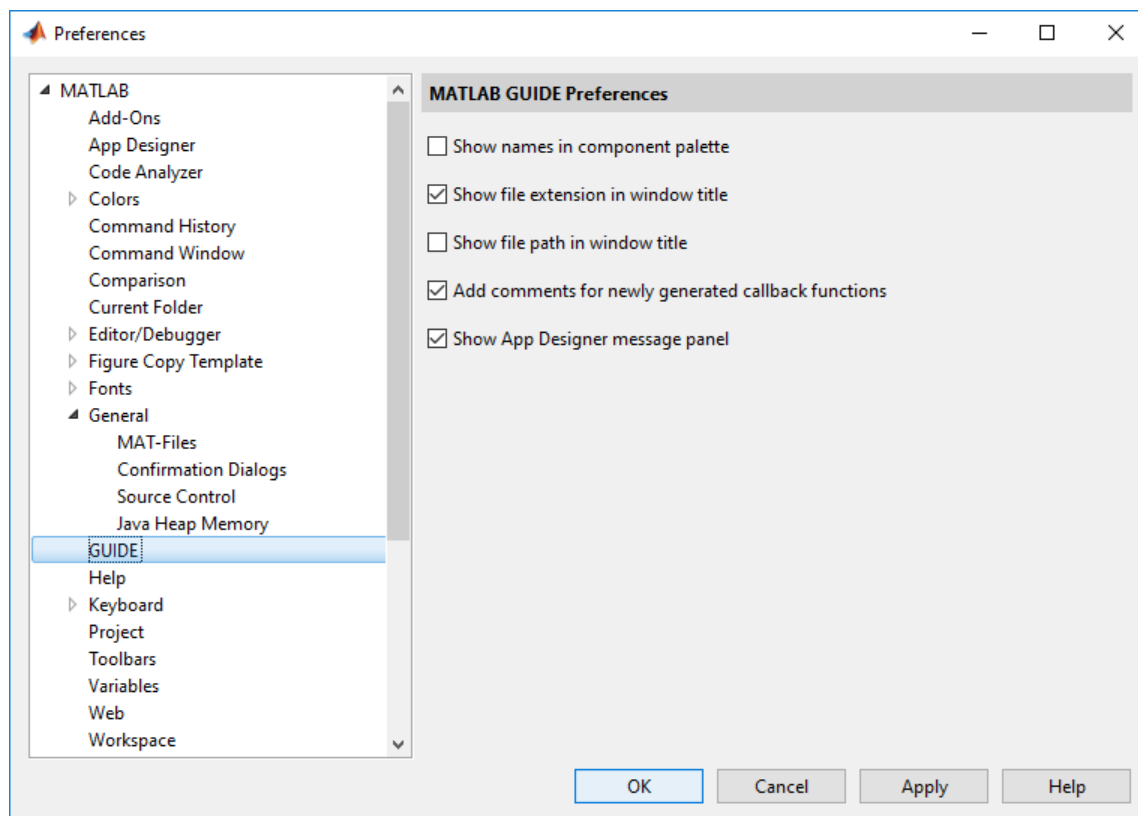 Preferences
MATLAB
Add-Ons
App Designer
Code Analyzer
Colors
Command History
Command Window
Comparison
Current Folder
Editor/Debugger
Figure Copy Template
Fonts
General
MAT-Files
Confirmation Dialogs
Source Control
Java Heap Memory
GUIDE
Help
Keyboard
Project
Toolbars
Variables
Web
Workspace
MATLAB GUIDE Preferences
Show names in component palette
Show file extension in window title
Show file path in window title
Add comments for newly generated callback functions
Show App Designer message panel
OK
Cancel
Apply
Help